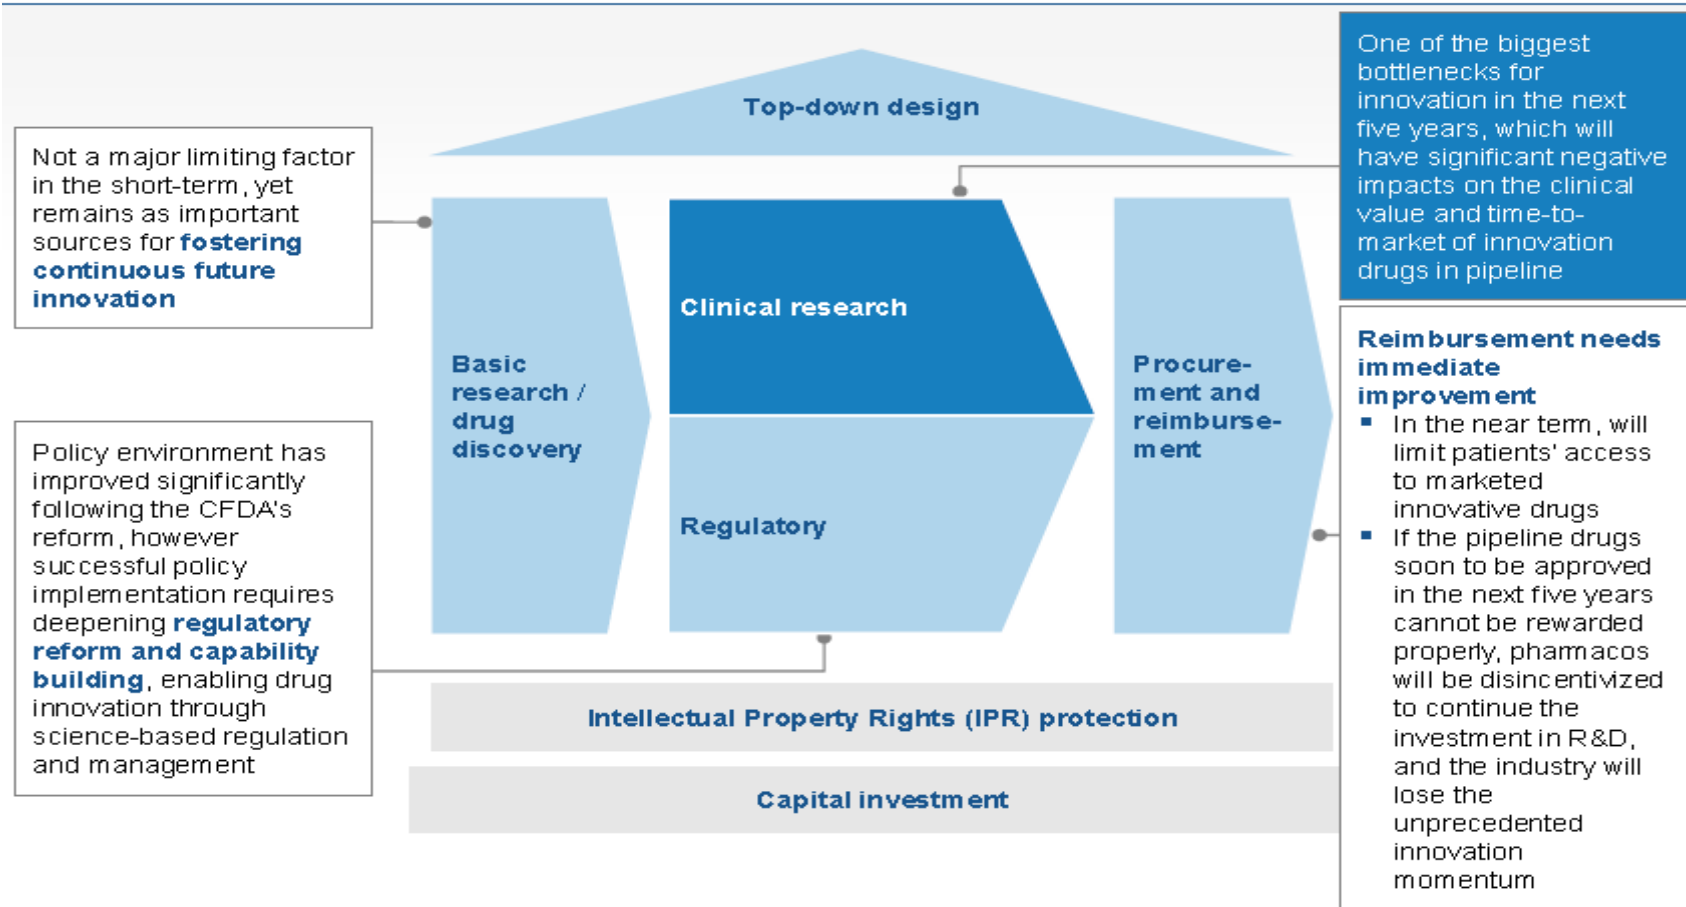 Top-down design
One of the biggest
bottlenecks for
innovation in the next
five years, which will
have significant negative
impacts on the clinical
value and time-to-
market of innovation
drugs in pipeline
Not a major limiting factor
in the short-term, yet
remains as important
sources for fostering
continuous future
innovation
Clinical research
Basic
research /
drug
discovery
Procure-
ment and
reimburse-
ment
Regulatory
Reimbursement needs
immediate
improvement
▪ In the near term, will
limit patients' access
to marketed
innovative drugs
▪ If the pipeline drugs
soon to be approved
in the next five years
cannot be rewarded
properly, pharmacos
will be disincentivized
to continue the
investment in R&D,
and the industry will
lose the
unprecedented
innovation
momentum
Policy environment has
improved significantly
following the CFDA's
reform, however
successful policy
implementation requires
deepening regulatory
reform and capability
building, enabling drug
innovation through
science-based regulation
and management
Intellectual Property Rights (IPR) protection
Capital investment